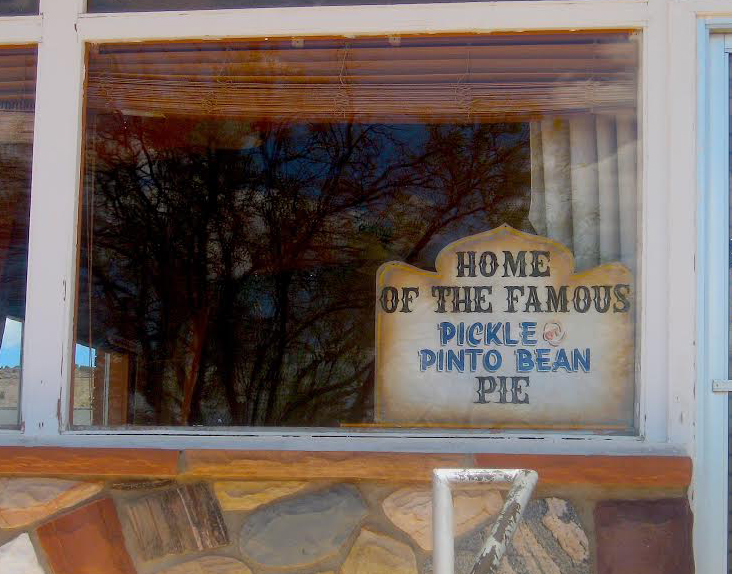 HOME
OF THE FAMOUS
PICKLE &
PINTO BEAN
PIE